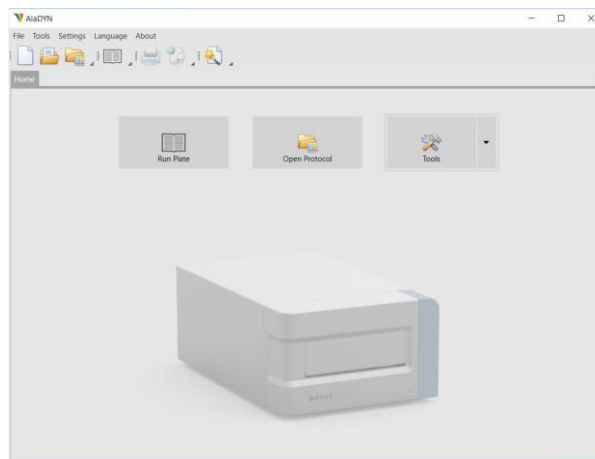 AlaDYN
File Tools Settings Language About
Home
Run Plate
Open Protocol
Tools